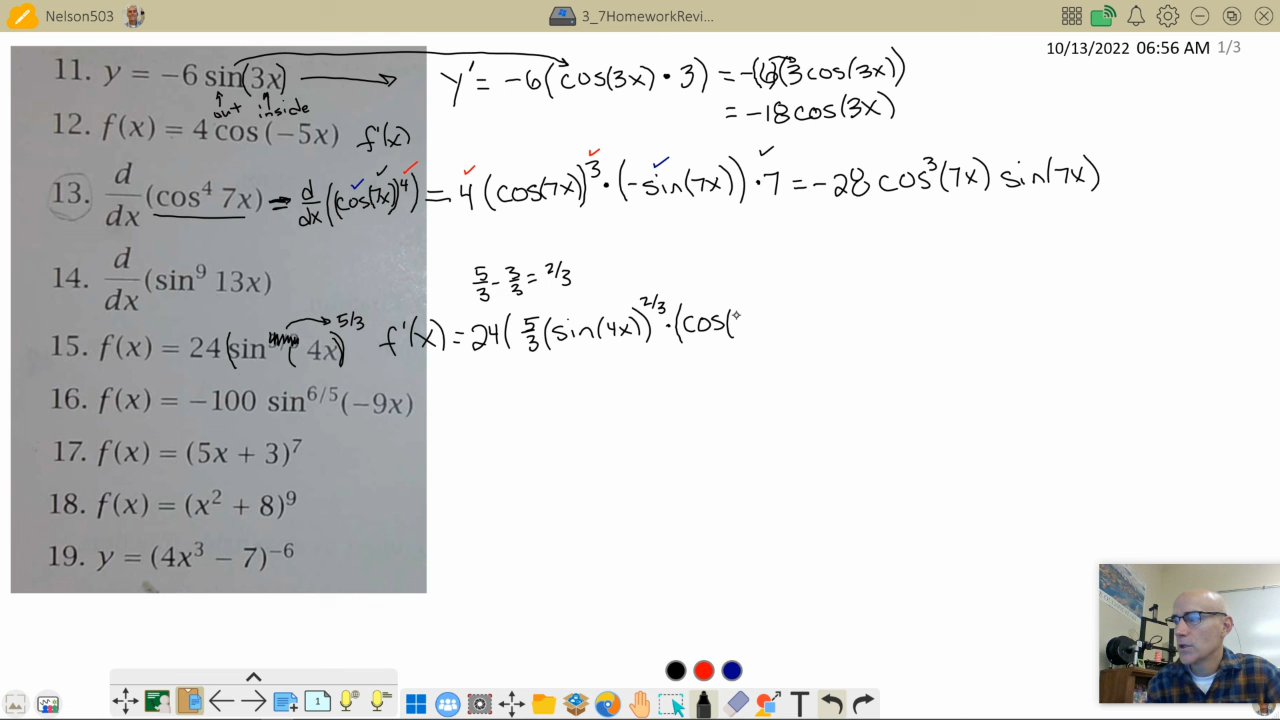 Nelson503
3_7HomeworkRevi...
10/13/2022 06:56 AM 1/3
11. y = −6 sin(3x)
out inside
y' = −6(cos(3x) · 3) = −(6)(3 cos(3x))
= −18 cos(3x)
12. f(x) = 4 cos (−5x) f'(x)
13. d/dx (cos⁴ 7x) = d/dx ((cos(7x))⁴) = 4 (cos(7x))³ · (−sin(7x)) · 7 = −28 cos³(7x) sin(7x)
14. d/dx (sin⁹ 13x)
5/3 − 3/3 = 2/3
15. f(x) = 24 (sin (4x) 5/3 f'(x) = 24( 5/3 (sin(4x))^2/3 · (cos(
16. f(x) = −100 sin^6/5 (−9x)
17. f(x) = (5x + 3)⁷
18. f(x) = (x² + 8)⁹
19. y = (4x³ − 7)⁻⁶
1
T